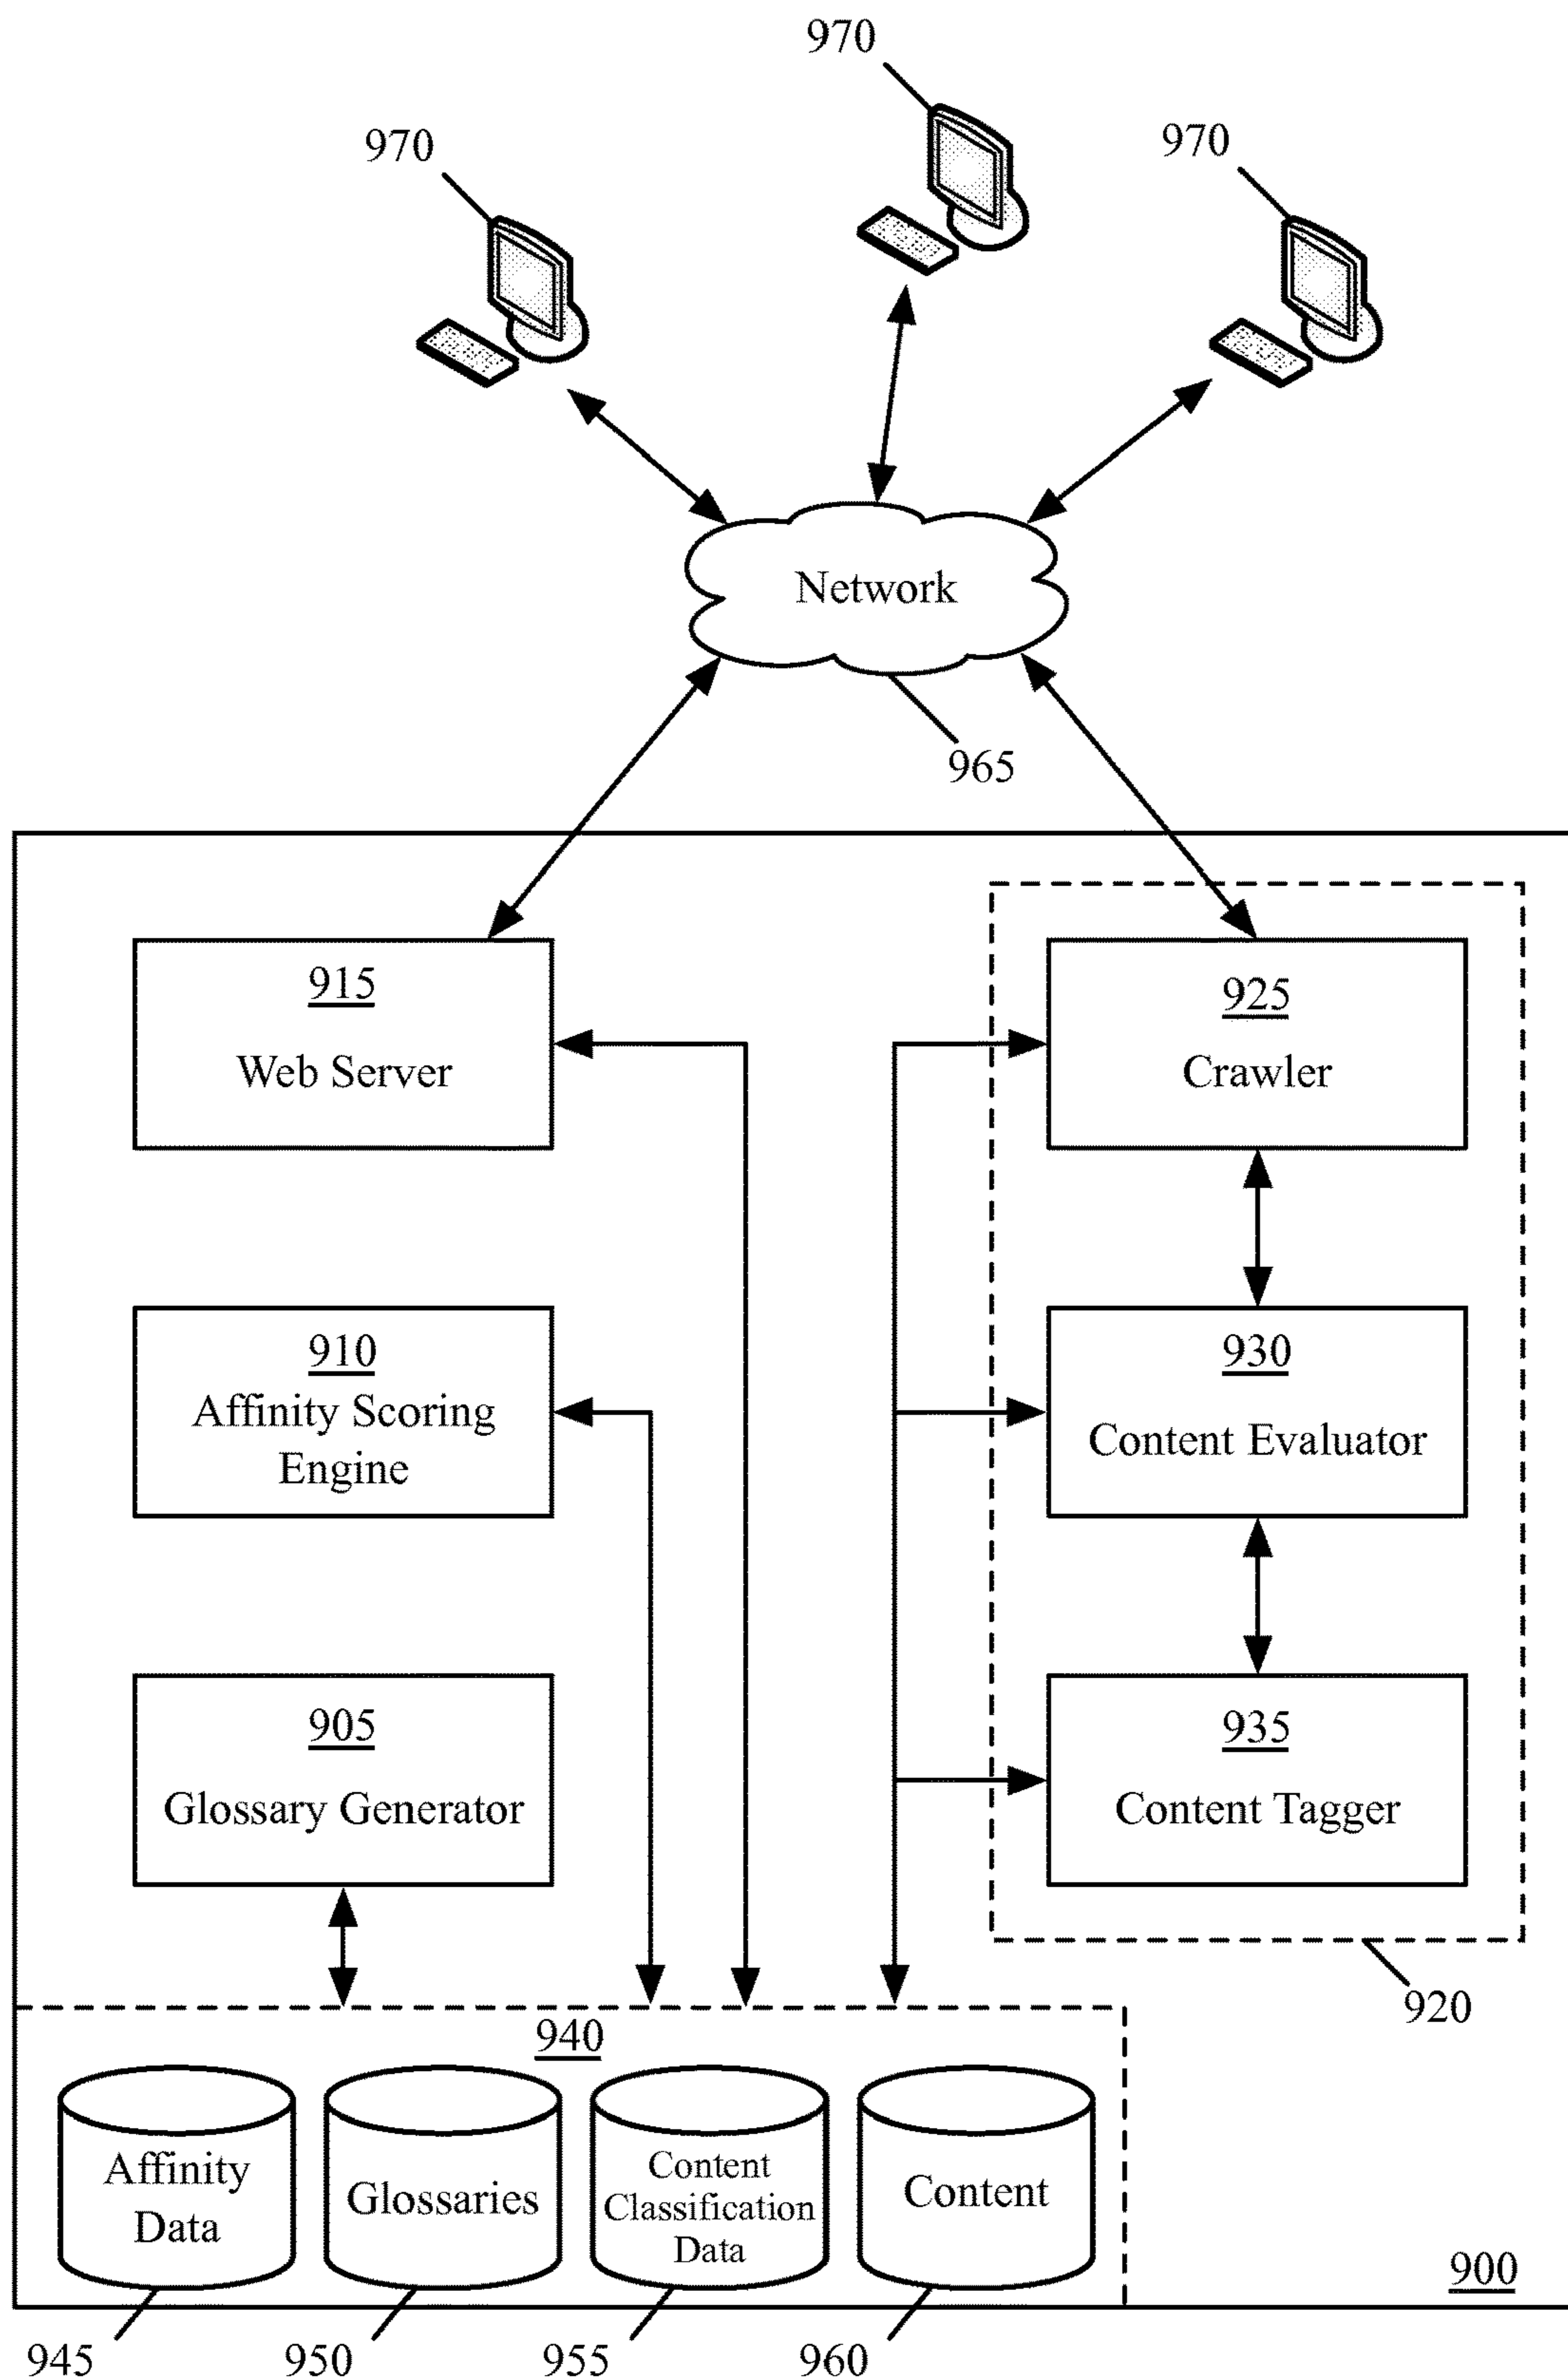 970
970
970
Network
965
915
Web Server
925
Crawler
910
Affinity Scoring
Engine
930
Content Evaluator
905
Glossary Generator
935
Content Tagger
920
940
Affinity
Data
Glossaries
Content
Classification
Data
Content
900
945
950
955
960